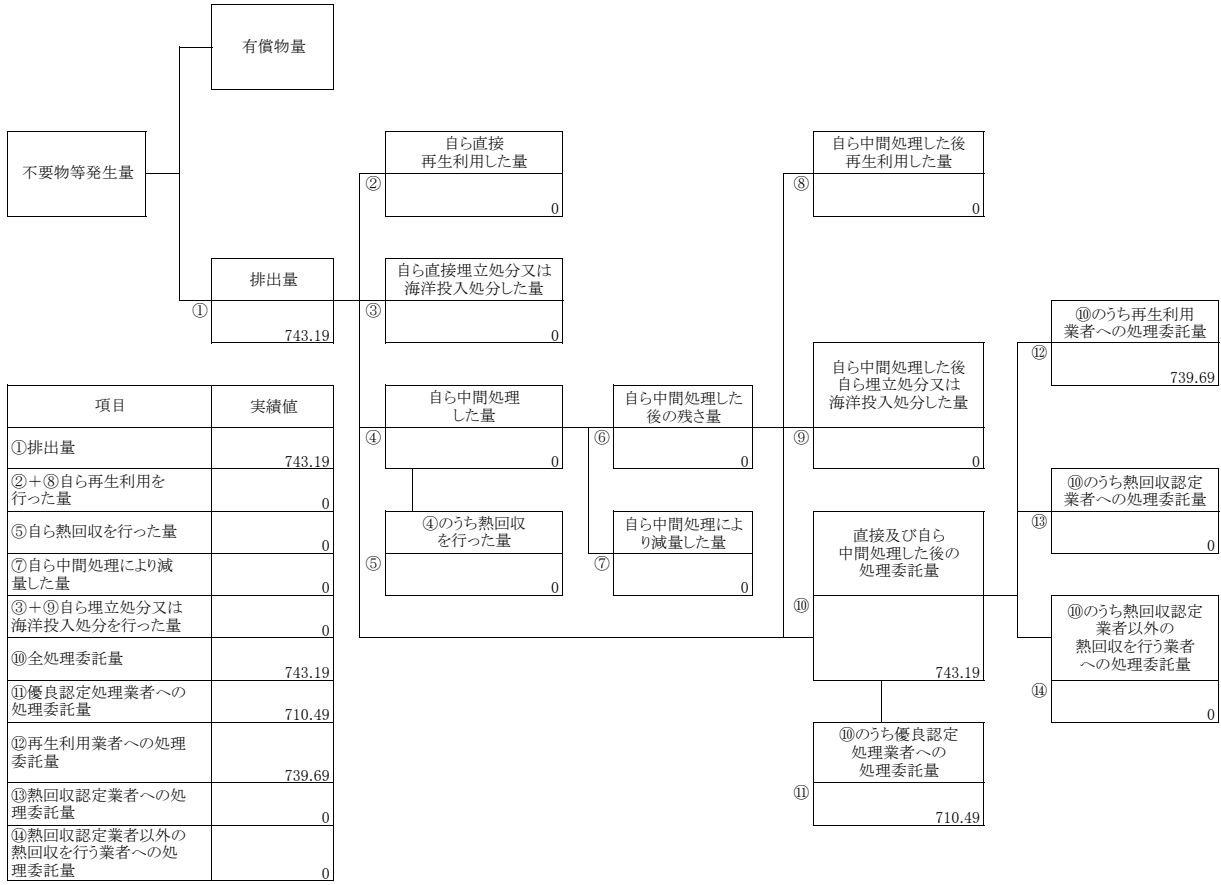 有償物量
不要物等発生量
自ら直接
再生利用した量
②
0
自ら中間処理した後
再生利用した量
⑧
0
排出量
①
743.19
自ら直接埋立処分又は
海洋投入処分した量
③
0
⑩のうち再生利用
業者への処理委託量
⑫
739.69
自ら中間処理
した量
④
0
自ら中間処理した
後の残さ量
⑥
0
自ら中間処理した後
自ら埋立処分又は
海洋投入処分した量
⑨
0
⑩のうち熱回収認定
業者への処理委託量
⑬
0
④のうち熱回収
を行った量
⑤
0
自ら中間処理によ
り減量した量
⑦
0
直接及び自ら
中間処理した後の
処理委託量
⑩
743.19
⑩のうち熱回収認定
業者以外の
熱回収を行う業者
への処理委託量
⑭
0
⑩のうち優良認定
処理業者への
処理委託量
⑪
710.49
項目 実績値
①排出量
743.19
②＋⑧自ら再生利用を
行った量
0
⑤自ら熱回収を行った量
0
⑦自ら中間処理により減
量した量
0
③＋⑨自ら埋立処分又は
海洋投入処分を行った量
0
⑩全処理委託量
743.19
⑪優良認定処理業者への
処理委託量
710.49
⑫再生利用業者への処理
委託量
739.69
⑬熱回収認定業者への処
理委託量
0
⑭熱回収認定業者以外の
熱回収を行う業者への処
理委託量
0